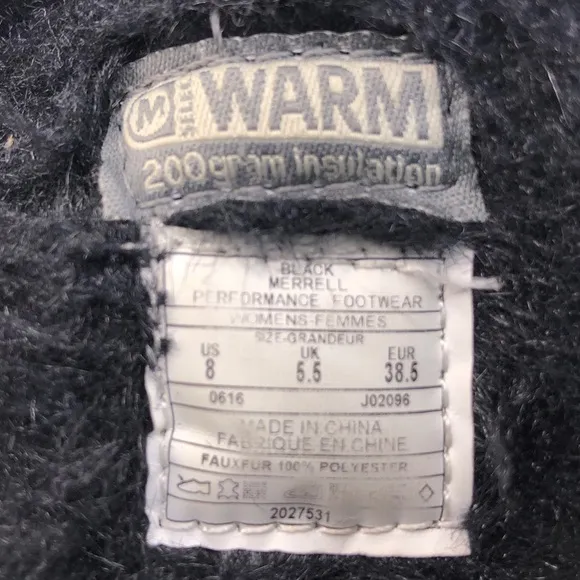 M SELECT WARM
200gram insulation
BLACK
MERRELL
PERFORMANCE FOOTWEAR
WOMENS-FEMMES
SIZE-GRANDEUR
US UK EUR
8 5.5 38.5
0616 J02096
MADE IN CHINA
FABRIQUE EN CHINE
FAUXFUR 100% POLYESTER
2027531